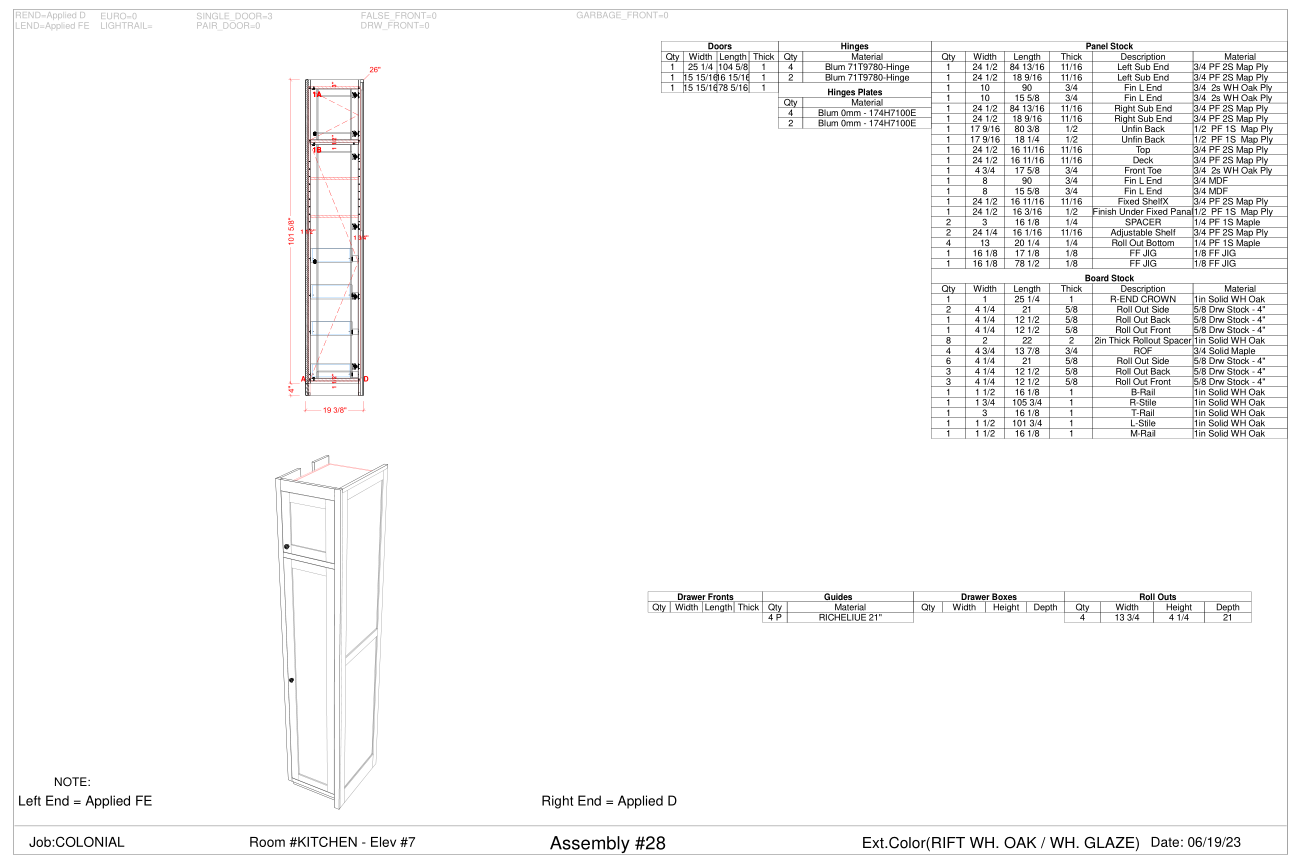 REND=Applied D EURO=0 SINGLE_DOOR=3 FALSE_FRONT=0 GARBAGE_FRONT=0
LEND=Applied FE LIGHTRAIL= PAIR_DOOR=0 DRW_FRONT=0
26"
1A
1B
101 5/8"
4"
A
D
19 3/8"
Doors
Qty Width Length Thick
1 25 1/4 104 5/8 1
1 15 15/16 16 15/16 1
1 15 15/16 78 5/16 1
Hinges
Qty Material
4 Blum 71T9780-Hinge
2 Blum 71T9780-Hinge
Hinges Plates
Qty Material
4 Blum 0mm - 174H7100E
2 Blum 0mm - 174H7100E
Panel Stock
Qty Width Length Thick Description Material
1 24 1/2 84 13/16 11/16 Left Sub End 3/4 PF 2S Map Ply
1 24 1/2 18 9/16 11/16 Left Sub End 3/4 PF 2S Map Ply
1 10 90 3/4 Fin L End 3/4 2s WH Oak Ply
1 10 15 5/8 3/4 Fin L End 3/4 2s WH Oak Ply
1 24 1/2 84 13/16 11/16 Right Sub End 3/4 PF 2S Map Ply
1 24 1/2 18 9/16 11/16 Right Sub End 3/4 PF 2S Map Ply
1 17 9/16 80 3/8 1/2 Unfin Back 1/2 PF 1S Map Ply
1 17 9/16 18 1/4 1/2 Unfin Back 1/2 PF 1S Map Ply
1 24 1/2 16 11/16 11/16 Top 3/4 PF 2S Map Ply
1 24 1/2 16 11/16 11/16 Deck 3/4 PF 2S Map Ply
1 4 3/4 17 5/8 3/4 Front Toe 3/4 2s WH Oak Ply
1 8 90 3/4 Fin L End 3/4 MDF
1 8 15 5/8 3/4 Fin L End 3/4 MDF
1 24 1/2 16 11/16 11/16 Fixed ShelfX 3/4 PF 2S Map Ply
1 24 1/2 16 3/16 1/2 Finish Under Fixed Panal 1/2 PF 1S Map Ply
2 3 16 1/8 1/4 SPACER 1/4 PF 1S Maple
2 24 1/4 16 1/16 11/16 Adjustable Shelf 3/4 PF 2S Map Ply
4 13 20 1/4 1/4 Roll Out Bottom 1/4 PF 1S Maple
1 16 1/8 17 1/8 1/8 FF JIG 1/8 FF JIG
1 16 1/8 78 1/2 1/8 FF JIG 1/8 FF JIG
Board Stock
Qty Width Length Thick Description Material
1 1 25 1/4 1 R-END CROWN 1in Solid WH Oak
2 4 1/4 21 5/8 Roll Out Side 5/8 Drw Stock - 4"
1 4 1/4 12 1/2 5/8 Roll Out Back 5/8 Drw Stock - 4"
1 4 1/4 12 1/2 5/8 Roll Out Front 5/8 Drw Stock - 4"
8 2 22 2 2in Thick Rollout Spacer 1in Solid WH Oak
4 4 3/4 13 7/8 3/4 ROF 3/4 Solid Maple
6 4 1/4 21 5/8 Roll Out Side 5/8 Drw Stock - 4"
3 4 1/4 12 1/2 5/8 Roll Out Back 5/8 Drw Stock - 4"
3 4 1/4 12 1/2 5/8 Roll Out Front 5/8 Drw Stock - 4"
1 1 1/2 16 1/8 1 B-Rail 1in Solid WH Oak
1 1 3/4 105 3/4 1 R-Stile 1in Solid WH Oak
1 3 16 1/8 1 T-Rail 1in Solid WH Oak
1 1 1/2 101 3/4 1 L-Stile 1in Solid WH Oak
1 1 1/2 16 1/8 1 M-Rail 1in Solid WH Oak
Drawer Fronts
Qty Width Length Thick
Guides
Qty Material
4 P RICHELIUE 21"
Drawer Boxes
Qty Width Height Depth
Roll Outs
Qty Width Height Depth
4 13 3/4 4 1/4 21
NOTE:
Left End = Applied FE Right End = Applied D
Job:COLONIAL Room #KITCHEN - Elev #7 Assembly #28 Ext.Color(RIFT WH. OAK / WH. GLAZE) Date: 06/19/23